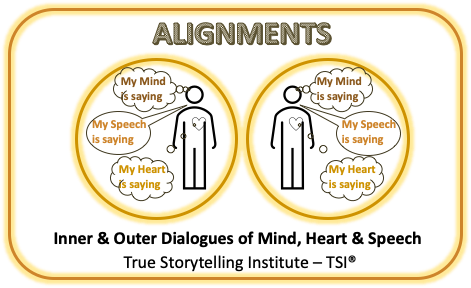 ALIGNMENTS
My Mind
is saying
My Speech
is saying
My Heart
is saying
My Mind
is saying
My Speech
is saying
My Heart
is saying
Inner & Outer Dialogues of Mind, Heart & Speech
True Storytelling Institute – TSI®